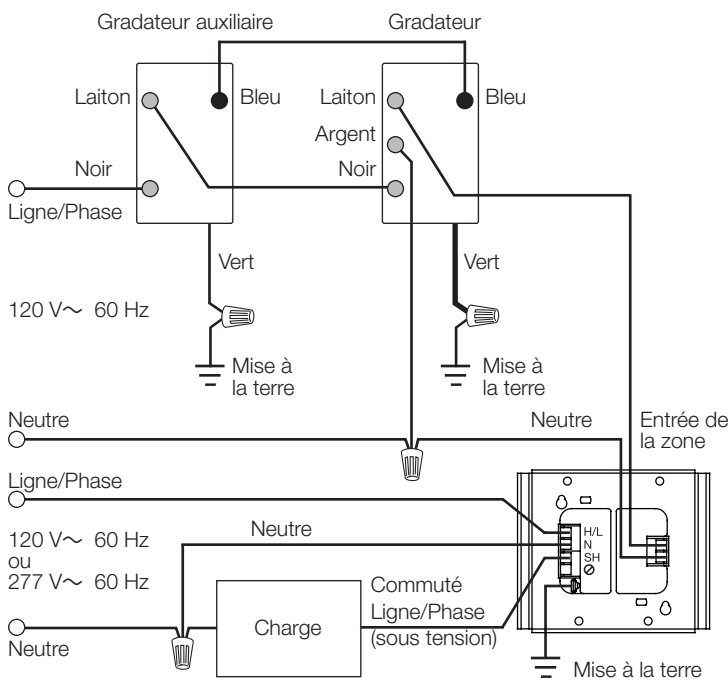 Gradateur auxiliaire
Gradateur
Laiton
Bleu
Laiton
Bleu
Argent
Noir
Noir
Ligne/Phase
Vert
Vert
120 V～ 60 Hz
Mise à
la terre
Mise à
la terre
Neutre
Neutre
Entrée de
la zone
Ligne/Phase
120 V～ 60 Hz
ou
277 V～ 60 Hz
Neutre
H/L
N
SH
Commuté
Ligne/Phase
(sous tension)
Charge
Neutre
Mise à la terre